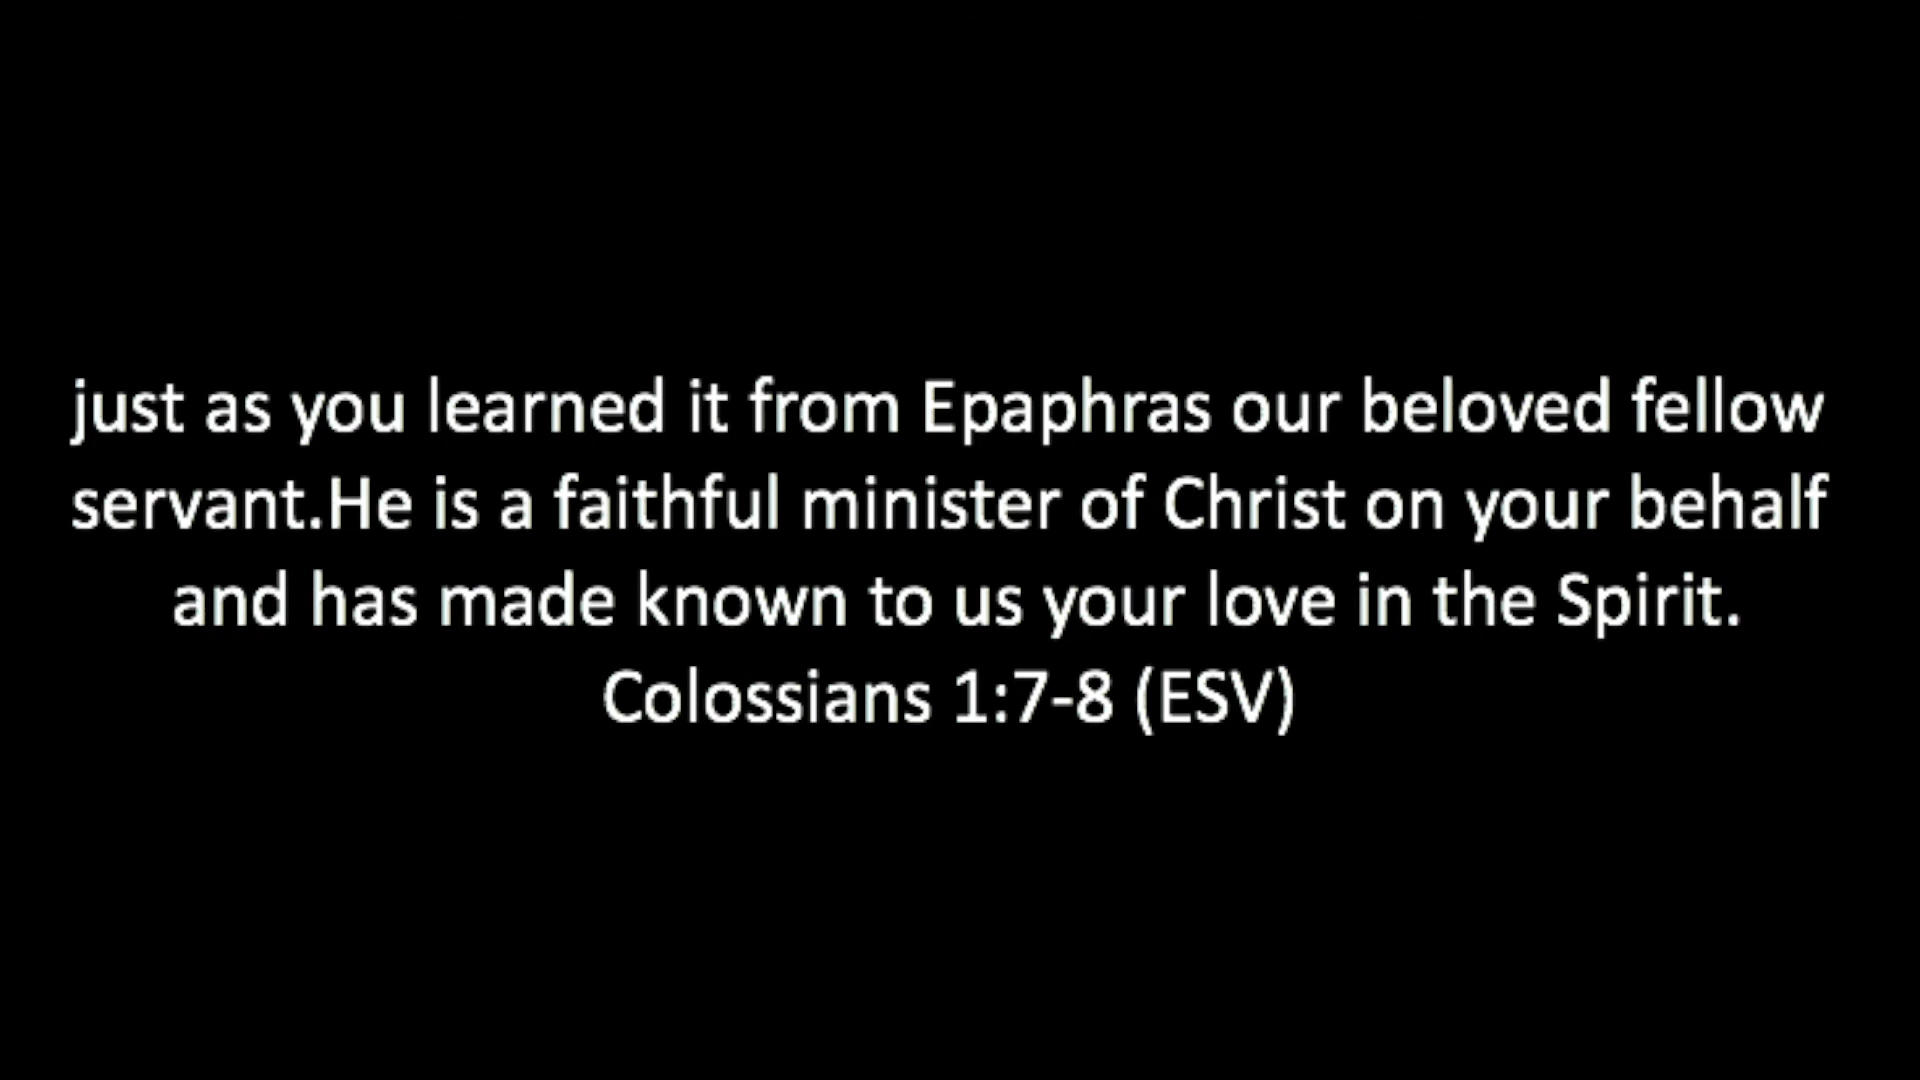 just as you learned it from Epaphras our beloved fellow
servant.He is a faithful minister of Christ on your behalf
and has made known to us your love in the Spirit.
Colossians 1:7-8 (ESV)